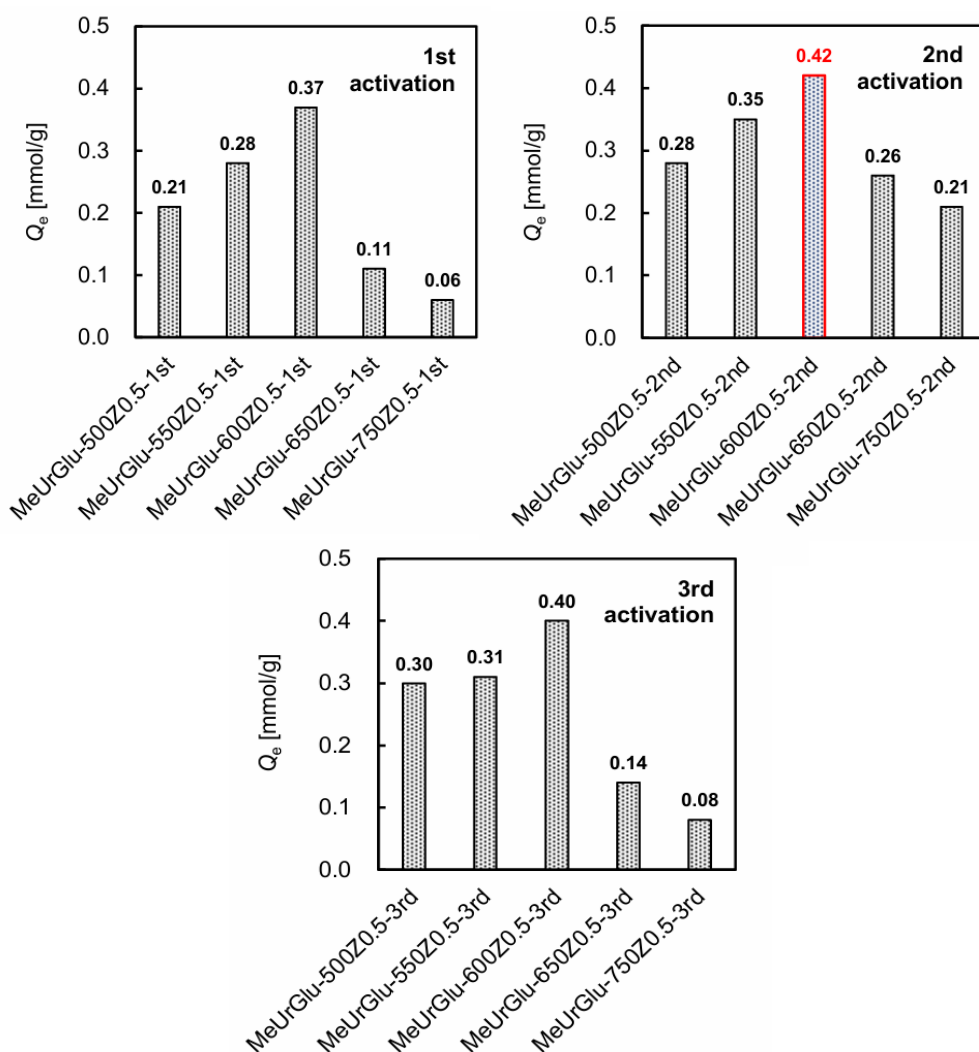 0.5
0.4
0.3
0.2
0.1
0.0
Qe [mmol/g]
1st
activation
0.21
0.28
0.37
0.11
0.06
MeUrGlu-500Z0.5-1st
MeUrGlu-550Z0.5-1st
MeUrGlu-600Z0.5-1st
MeUrGlu-650Z0.5-1st
MeUrGlu-750Z0.5-1st
0.5
0.4
0.3
0.2
0.1
0.0
Qe [mmol/g]
2nd
activation
0.28
0.35
0.42
0.26
0.21
MeUrGlu-500Z0.5-2nd
MeUrGlu-550Z0.5-2nd
MeUrGlu-600Z0.5-2nd
MeUrGlu-650Z0.5-2nd
MeUrGlu-750Z0.5-2nd
0.5
0.4
0.3
0.2
0.1
0.0
Qe [mmol/g]
3rd
activation
0.30
0.31
0.40
0.14
0.08
MeUrGlu-500Z0.5-3rd
MeUrGlu-550Z0.5-3rd
MeUrGlu-600Z0.5-3rd
MeUrGlu-650Z0.5-3rd
MeUrGlu-750Z0.5-3rd